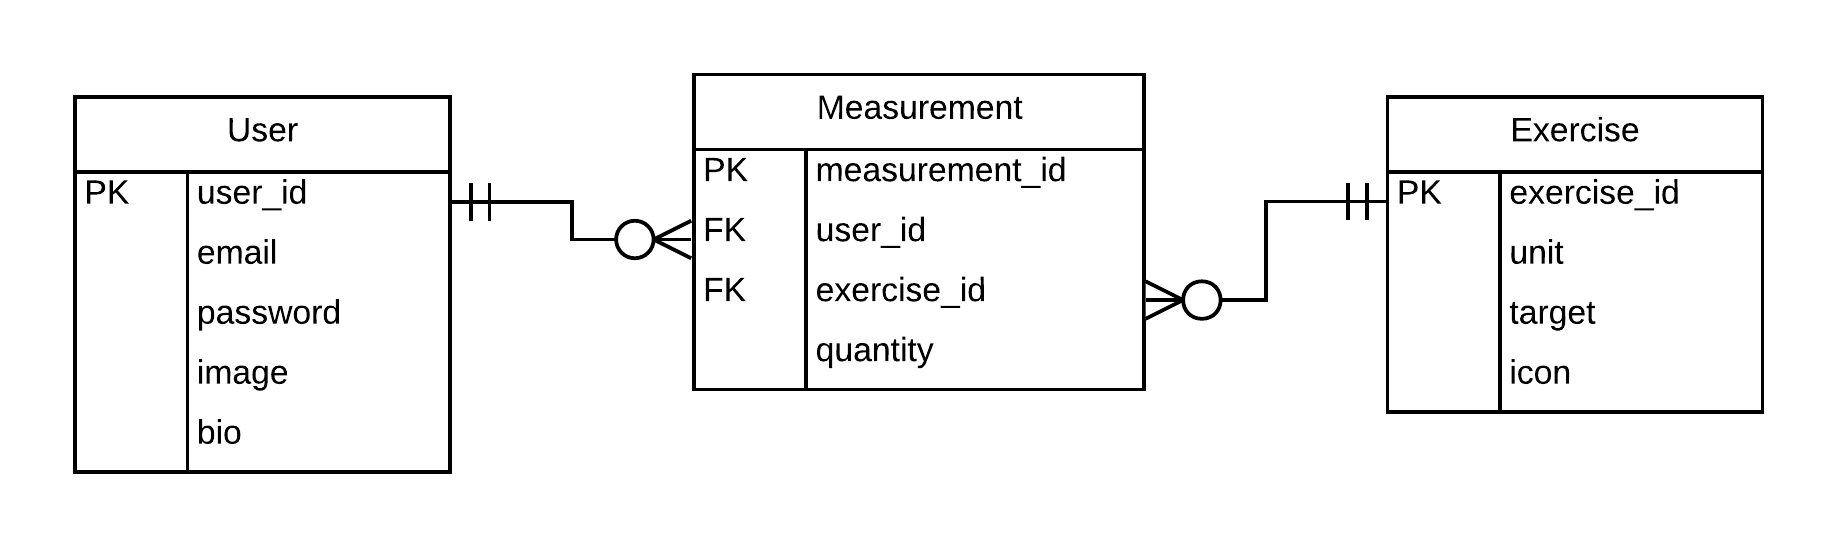 User
PK user_id
email
password
image
bio
Measurement
PK measurement_id
FK user_id
FK exercise_id
quantity
Exercise
PK exercise_id
unit
target
icon